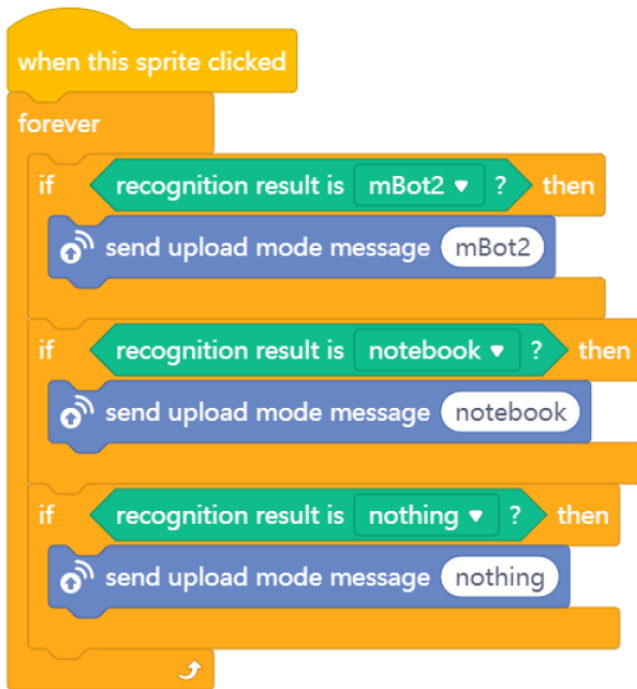 when this sprite clicked
forever
if recognition result is mBot2 ? then
send upload mode message mBot2
if recognition result is notebook ? then
send upload mode message notebook
if recognition result is nothing ? then
send upload mode message nothing